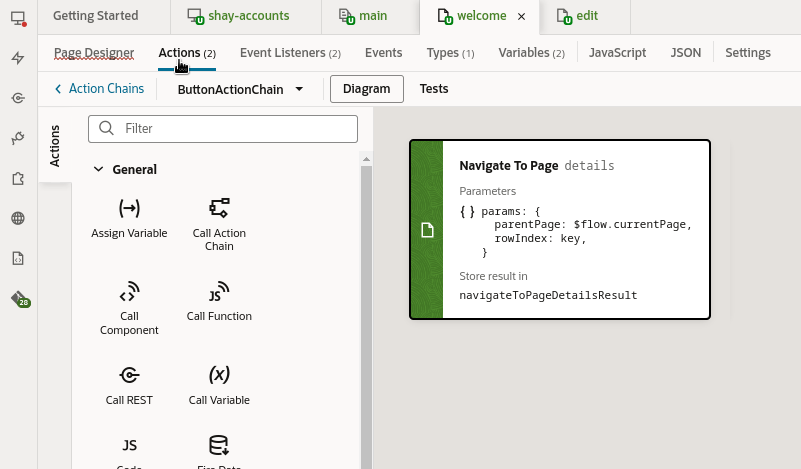 Getting Started
shay-accounts
main
welcome
edit
Page Designer
Actions (2)
Event Listeners (2)
Events
Types (1)
Variables (2)
JavaScript
JSON
Settings
Action Chains
ButtonActionChain
Diagram
Tests
Actions
Filter
General
Assign Variable
Call Action
Chain
Call
Component
Call Function
Call REST
Call Variable
JS
Code
Fire Data
28
Navigate To Page details
Parameters
{ } params: {
parentPage: $flow.currentPage,
rowIndex: key,
}
Store result in
navigateToPageDetailsResult